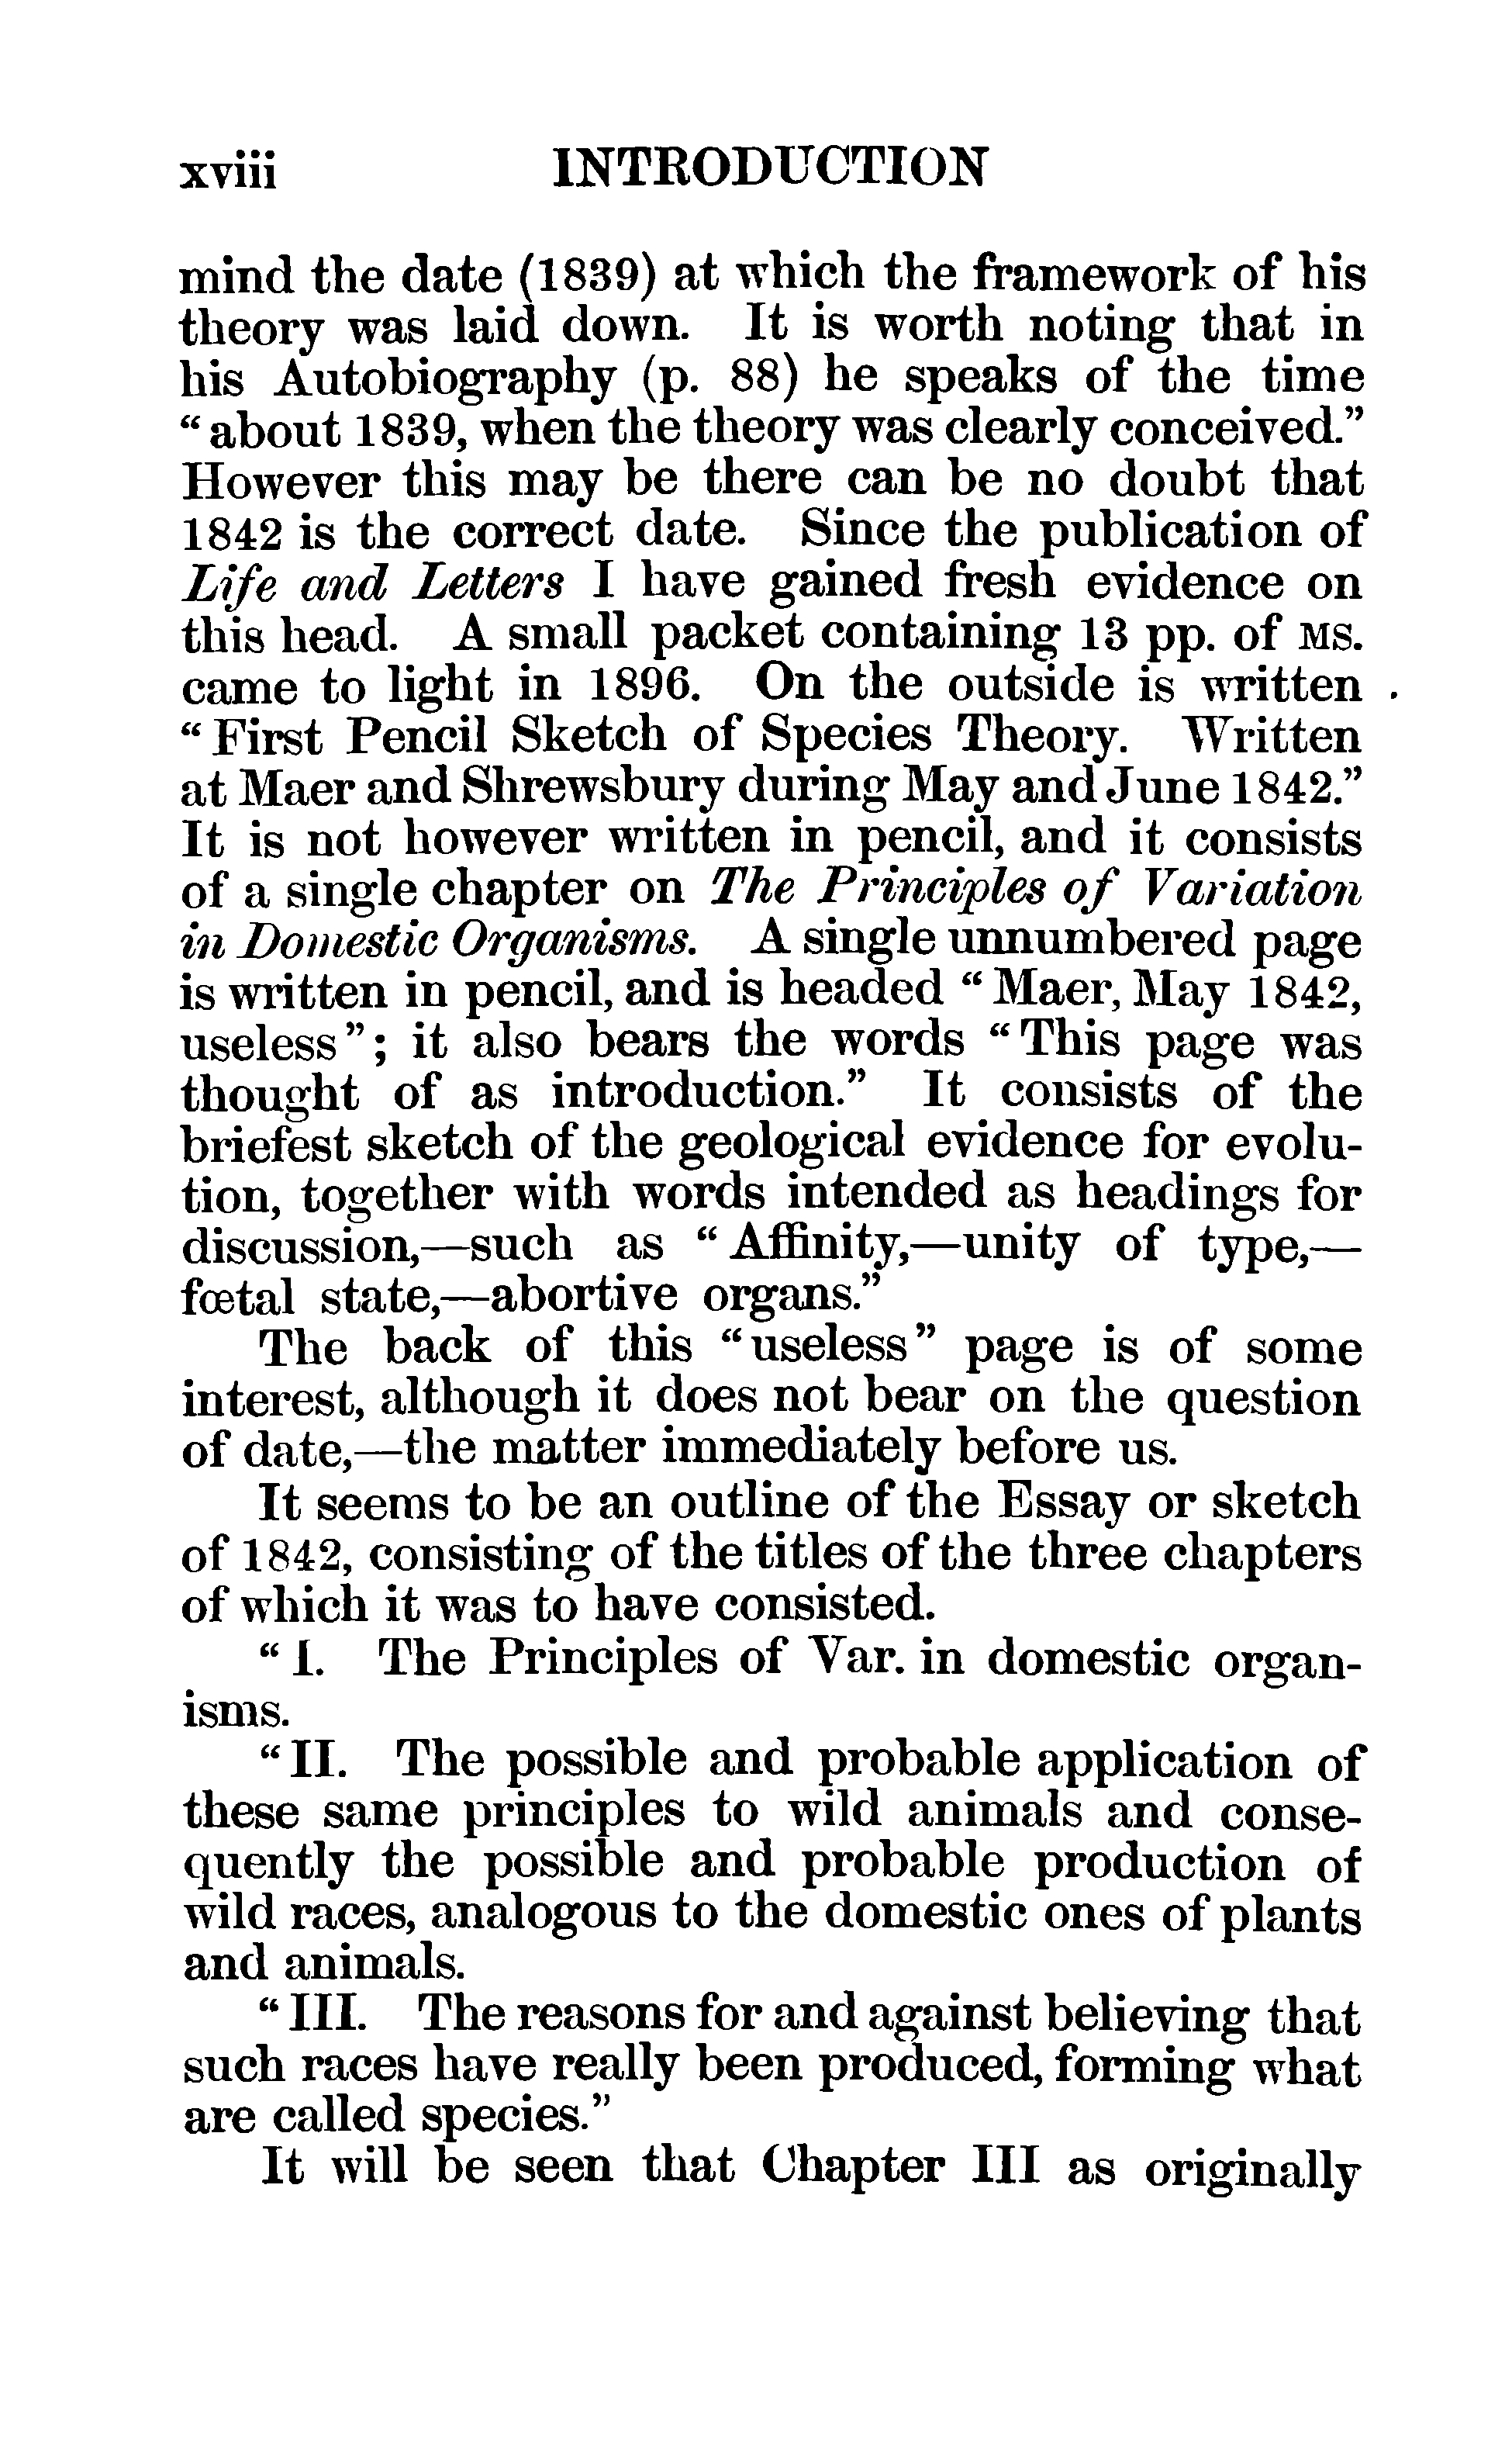 xviii INTRODUCTION
mind the date (1839) at which the framework of his
theory was laid down. It is worth noting that in
his Autobiography (p. 88) he speaks of the time
“about 1839, when the theory was clearly conceived.”
However this may be there can be no doubt that
1842 is the correct date. Since the publication of
Life and Letters I have gained fresh evidence on
this head. A small packet containing 13 pp. of MS.
came to light in 1896. On the outside is written
“First Pencil Sketch of Species Theory. Written
at Maer and Shrewsbury during May and June 1842.”
It is not however written in pencil, and it consists
of a single chapter on The Principles of Variation
in Domestic Organisms. A single unnumbered page
is written in pencil, and is headed “Maer, May 1842,
useless”; it also bears the words “This page was
thought of as introduction.” It consists of the
briefest sketch of the geological evidence for evolu-
tion, together with words intended as headings for
discussion,—such as “Affinity,—unity of type,—
fœtal state,—abortive organs.”
The back of this “useless” page is of some
interest, although it does not bear on the question
of date,—the matter immediately before us.
It seems to be an outline of the Essay or sketch
of 1842, consisting of the titles of the three chapters
of which it was to have consisted.
“I. The Principles of Var. in domestic organ-
isms.
“II. The possible and probable application of
these same principles to wild animals and conse-
quently the possible and probable production of
wild races, analogous to the domestic ones of plants
and animals.
“III. The reasons for and against believing that
such races have really been produced, forming what
are called species.”
It will be seen that Chapter III as originally